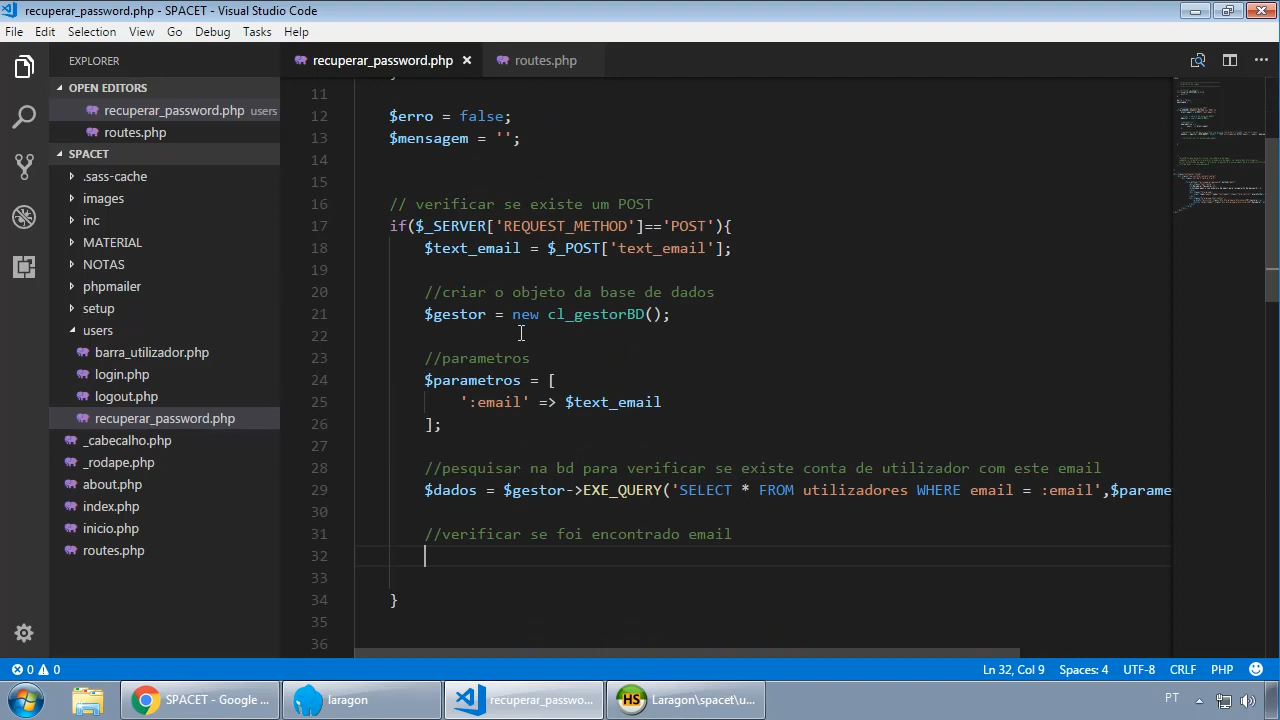 recuperar_password.php - SPACET - Visual Studio Code
File Edit Selection View Go Debug Tasks Help
EXPLORER
OPEN EDITORS
recuperar_password.php users
routes.php
SPACET
.sass-cache
images
inc
MATERIAL
NOTAS
phpmailer
setup
users
barra_utilizador.php
login.php
logout.php
recuperar_password.php
_cabecalho.php
_rodape.php
about.php
index.php
inicio.php
routes.php
recuperar_password.php routes.php
11
12 $erro = false;
13 $mensagem = '';
14
15
16 // verificar se existe um POST
17 if($_SERVER['REQUEST_METHOD']=='POST'){
18 $text_email = $_POST['text_email'];
19
20 //criar o objeto da base de dados
21 $gestor = new cl_gestorBD();
22
23 //parametros
24 $parametros = [
25 ':email' => $text_email
26 ];
27
28 //pesquisar na bd para verificar se existe conta de utilizador com este email
29 $dados = $gestor->EXE_QUERY('SELECT * FROM utilizadores WHERE email = :email',$parame
30
31 //verificar se foi encontrado email
32
33
34 }
35
36
0 0 Ln 32, Col 9 Spaces: 4 UTF-8 CRLF PHP
SPACET - Google ... laragon recuperar_passwo... HS Laragon\spacet\u... PT